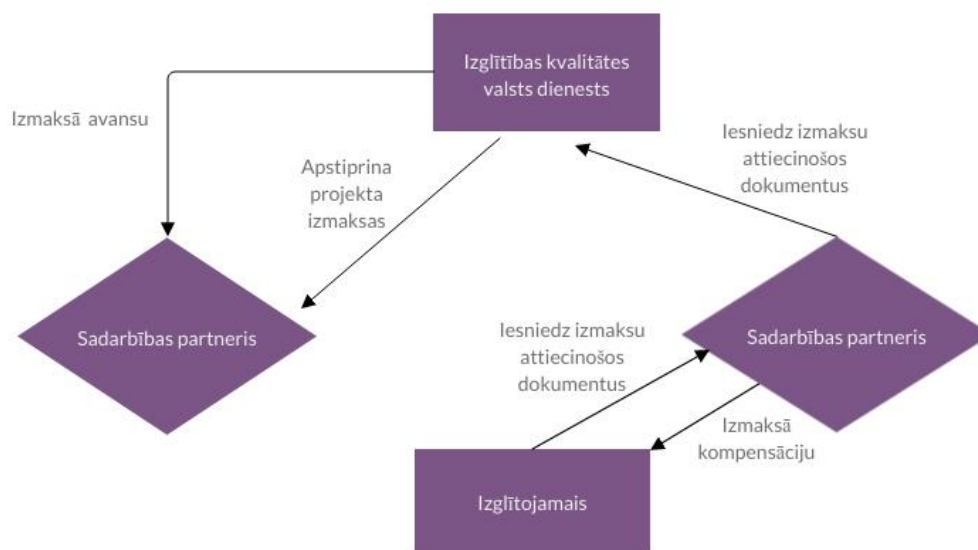 Izglītības kvalitātes
valsts dienests
Izmaksā avansu
Iesniedz izmaksu
attiecinošos
dokumentus
Apstiprina
projekta
izmaksas
Sadarbības partneris
Sadarbības partneris
Iesniedz izmaksu
attiecinošos
dokumentus
Izmaksā
kompensāciju
Izglītojamais